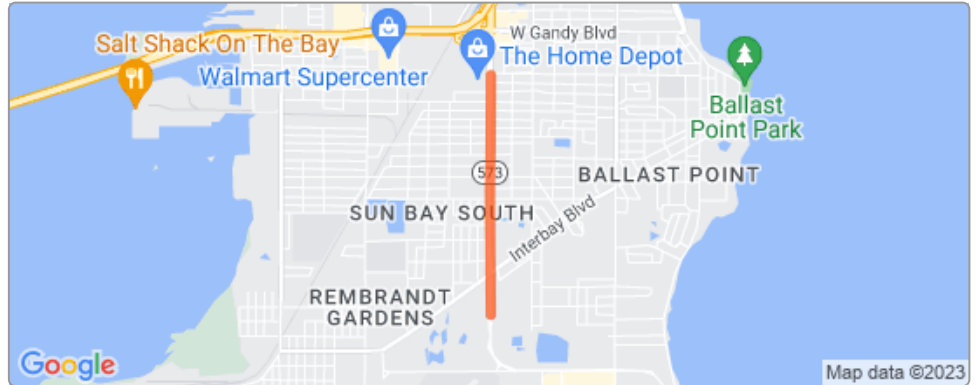 W Gandy Blvd
Salt Shack On The Bay
The Home Depot
Walmart Supercenter
Ballast
Point Park
573
BALLAST POINT
SUN BAY SOUTH
Interbay Blvd
REMBRANDT
GARDENS
Google
Map data ©2023